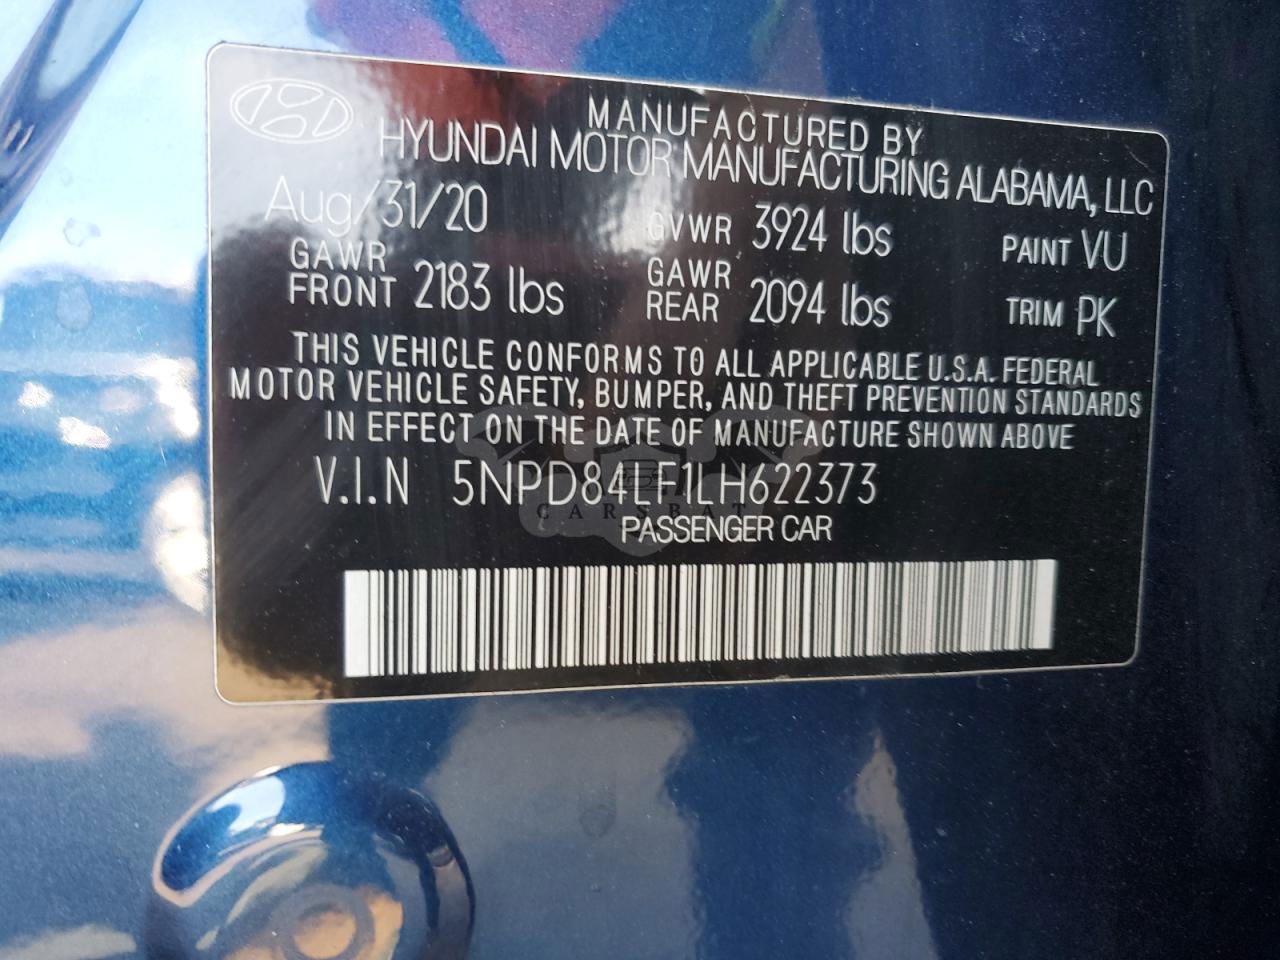 MANUFACTURED BY
HYUNDAI MOTOR MANUFACTURING ALABAMA, LLC
Aug/31/20 GVWR 3924 lbs PAINT VU
GAWR FRONT 2183 lbs GAWR REAR 2094 lbs TRIM PK
THIS VEHICLE CONFORMS TO ALL APPLICABLE U.S.A. FEDERAL
MOTOR VEHICLE SAFETY, BUMPER, AND THEFT PREVENTION STANDARDS
IN EFFECT ON THE DATE OF MANUFACTURE SHOWN ABOVE
V.I.N 5NPD84LF1LH622373
CARSBAT
PASSENGER CAR